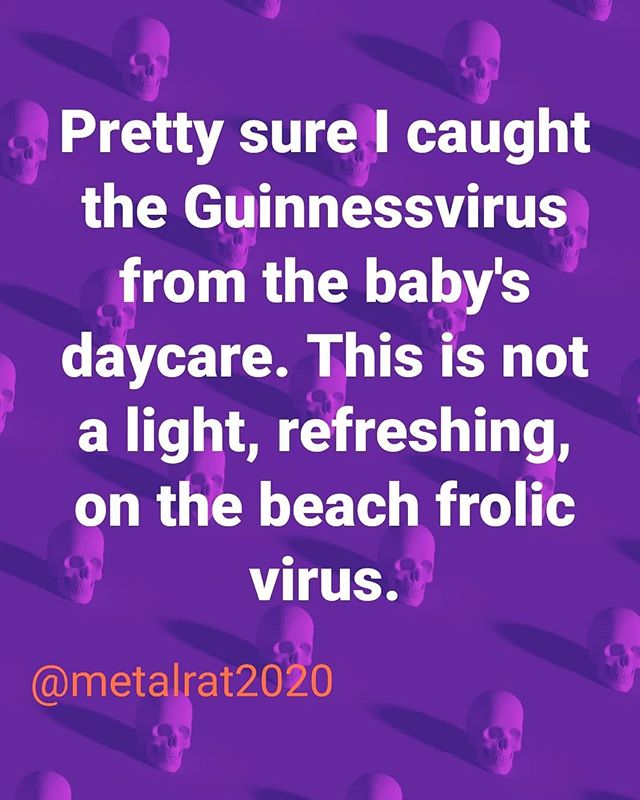 Pretty sure I caught
the Guinnessvirus
from the baby's
daycare. This is not
a light, refreshing,
on the beach frolic
virus.
@metalrat2020